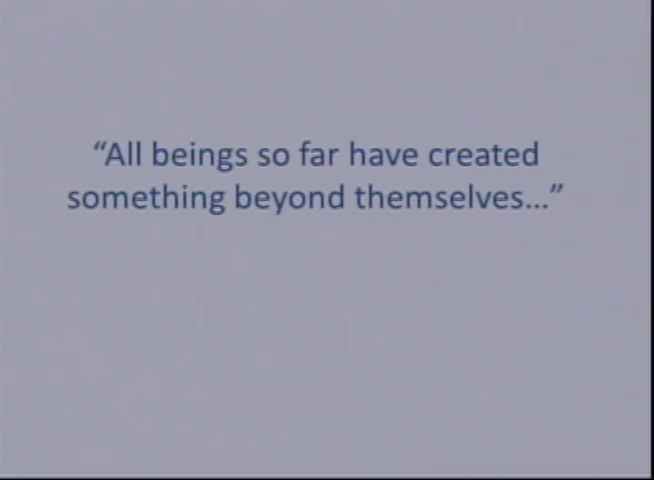 “All beings so far have created
something beyond themselves...”